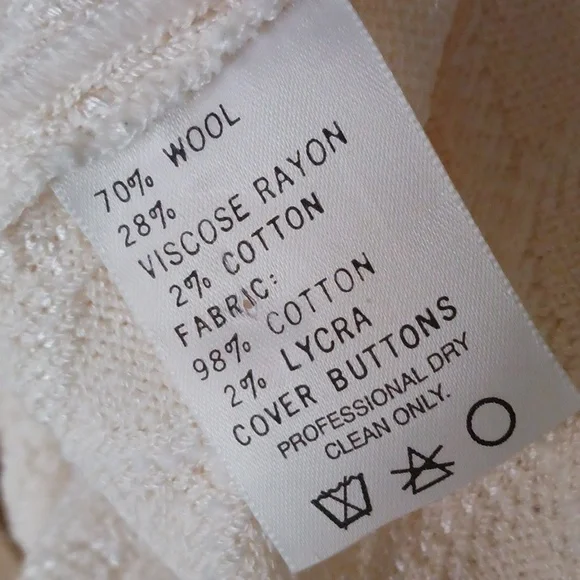 70% WOOL
28%
VISCOSE RAYON
2% COTTON
FABRIC:
98% COTTON
2% LYCRA
COVER BUTTONS
PROFESSIONAL DRY
CLEAN ONLY.